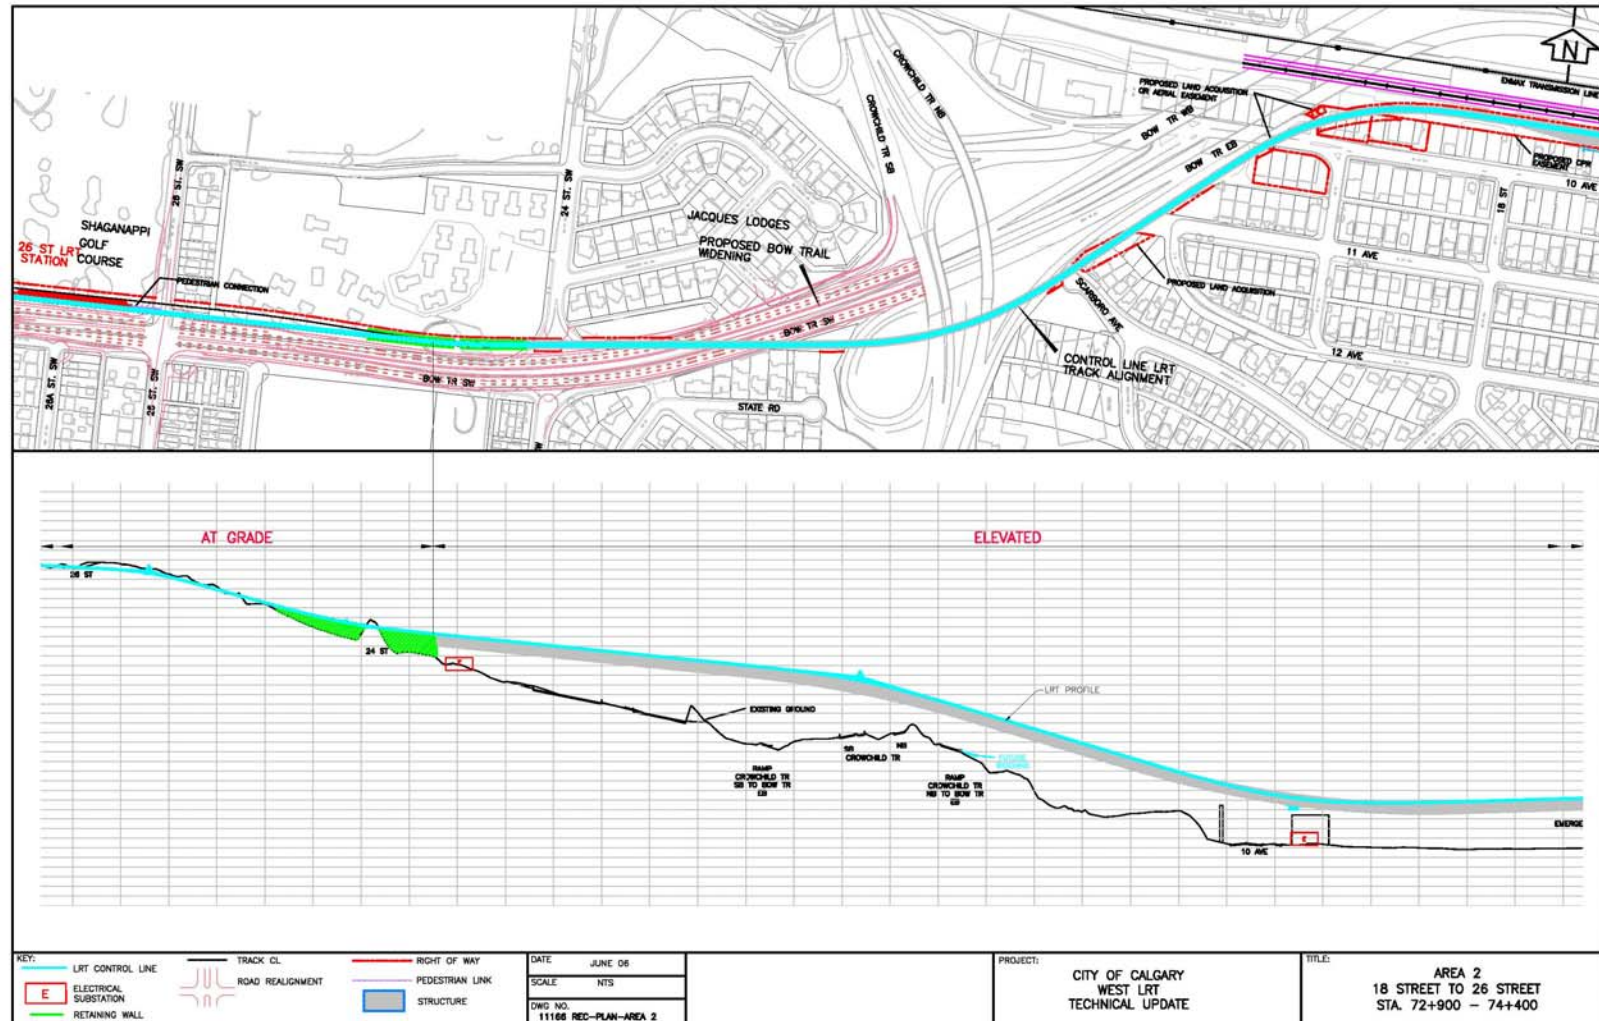 N
ENMAX TRANSMISSION LINE
CROWCHILD TR NB
CROWCHILD TR SB
PROPOSED LAND ACQUISITION
OR AERIAL EASEMENT
BOW TR WB
BOW TR EB
PROPOSED CPR
EASEMENT
10 AVE
18 ST
26 ST. SW
24 ST. SW
SHAGANAPPI
GOLF
COURSE
26 ST LRT
STATION
PEDESTRIAN CONNECTION
JACQUES LODGES
PROPOSED BOW TRAIL
WIDENING
11 AVE
PROPOSED LAND ACQUISITION
SCARBORO AVE
BOW TR SW
12 AVE
CONTROL LINE LRT
TRACK ALIGNMENT
BOW TR SW
STATE RD
26A ST. SW
SW
AT GRADE
ELEVATED
26 ST
24 ST
E
LRT PROFILE
EXISTING GROUND
SB
NB
CROWCHILD TR
RAMP
CROWCHILD TR
SB TO BOW TR
EB
RAMP
CROWCHILD TR
NB TO BOW TR
EB
E
10 AVE
EMERGE
KEY:
LRT CONTROL LINE
E
ELECTRICAL
SUBSTATION
RETAINING WALL
TRACK CL
ROAD REALIGNMENT
RIGHT OF WAY
PEDESTRIAN LINK
STRUCTURE
DATE JUNE 06
SCALE NTS
DWG NO.
11166 REC-PLAN-AREA 2
PROJECT:
CITY OF CALGARY
WEST LRT
TECHNICAL UPDATE
TITLE:
AREA 2
18 STREET TO 26 STREET
STA. 72+900 - 74+400